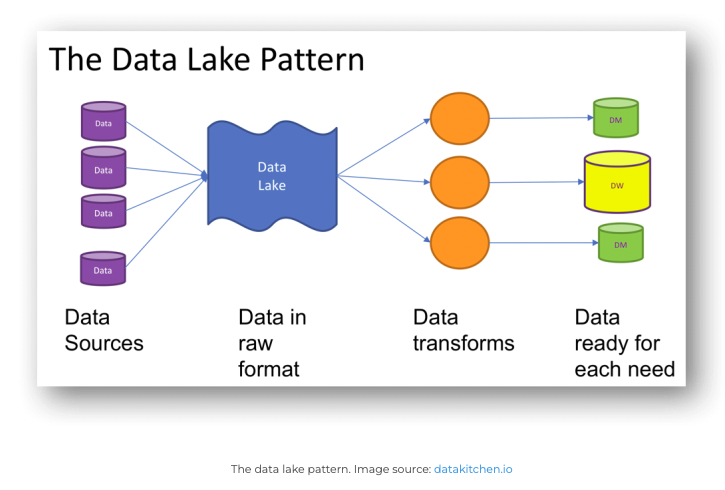 The Data Lake Pattern
Data
Data
Data
Data
Data
Lake
DM
DW
DM
Data
Sources
Data in
raw
format
Data
transforms
Data
ready for
each need
The data lake pattern. Image source: datakitchen.io